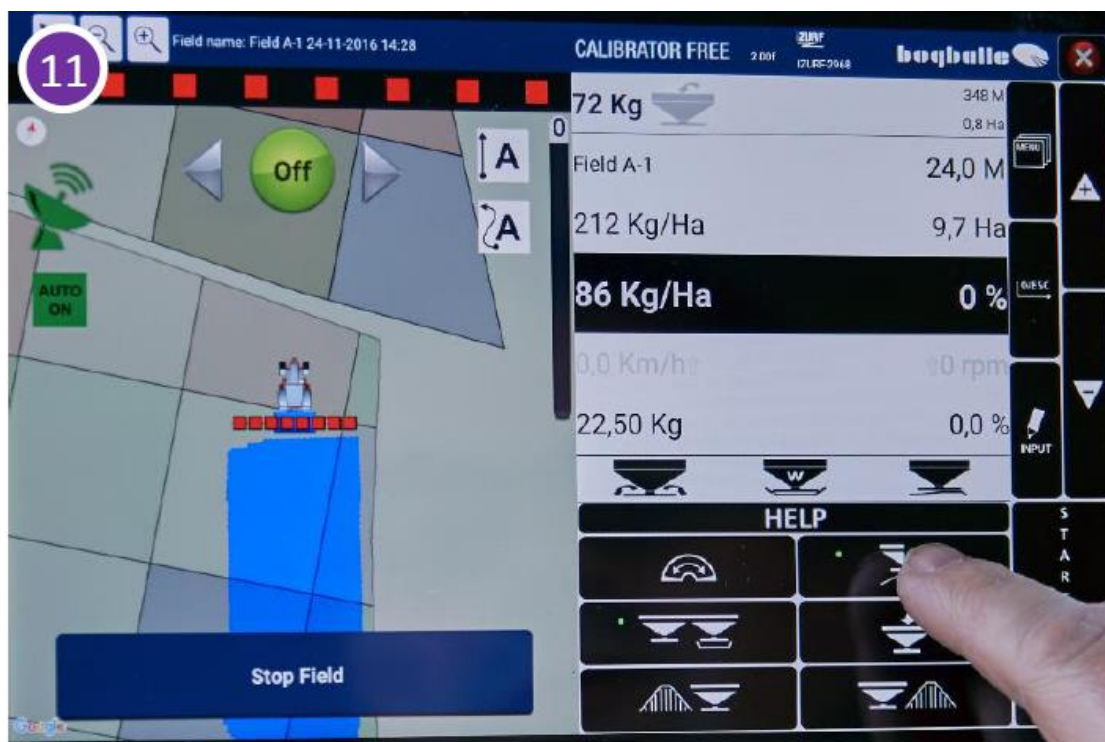 11
Field name: Field A-1 24-11-2016 14:28
Off
A
A
0
AUTO
ON
Stop Field
Google
CALIBRATOR FREE
2.00f
bogballe
72 Kg
348 M
0,8 Ha
Field A-1
24,0 M
212 Kg/Ha
9,7 Ha
86 Kg/Ha
0 %
0,0 Km/h
0 rpm
22,50 Kg
0,0 %
W
HELP
MENU
INPUT
+
-
S
T
A
R